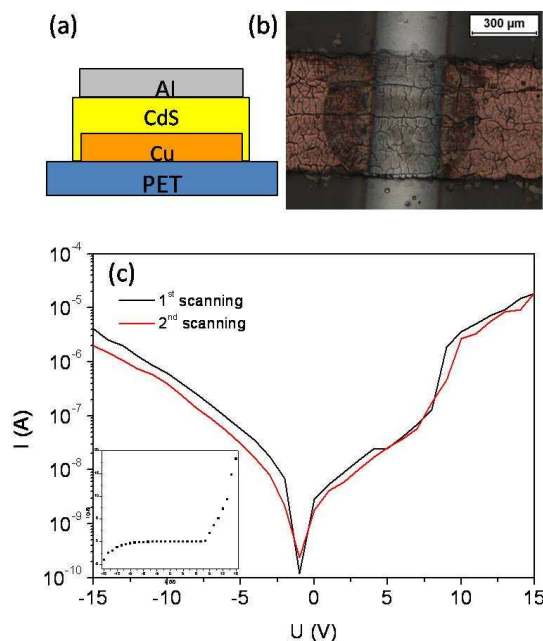 (a)
Al
CdS
Cu
PET
(b)
300 µm
(c)
1st scanning
2nd scanning
I (A)
10-4
10-5
10-6
10-7
10-8
10-9
10-10
-15
-10
-5
0
5
10
15
U (V)